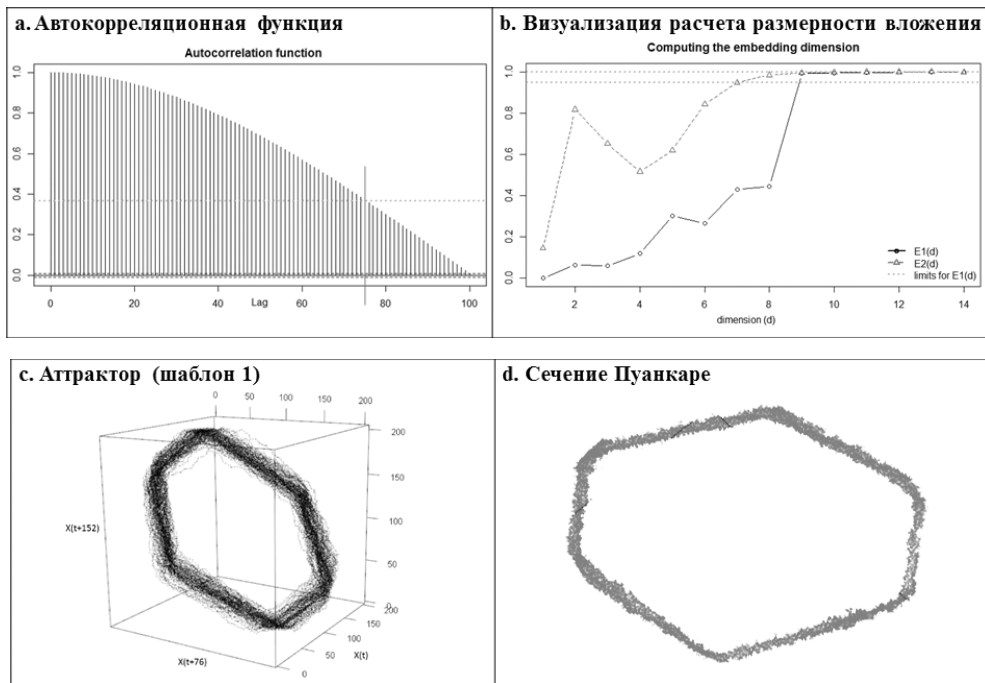 a. Автокорреляционная функция
Autocorrelation function
1.0
0.8
0.6
0.4
0.2
0.0
0 20 40 Lag 60 80 100
b. Визуализация расчета размерности вложения
Computing the embedding dimension
1.0
0.8
0.6
0.4
0.2
0.0
E1(d)
E2(d)
limits for E1(d)
2 4 6 8 10 12 14
dimension (d)
c. Аттрактор (шаблон 1)
0 50 100 150 200
200
150
100
50
0
X(t+152)
X(t+76)
X(t)
0 50 100 150 200
d. Сечение Пуанкаре